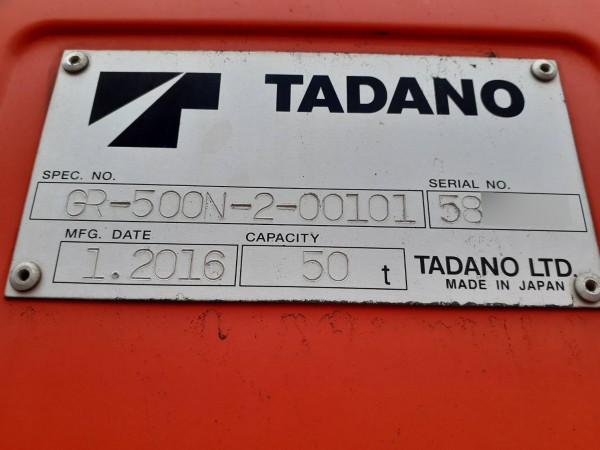 TADANO
SPEC. NO.
GR-500N-2-00101
SERIAL NO.
58
MFG. DATE
1.2016
CAPACITY
50 t
TADANO LTD.
MADE IN JAPAN